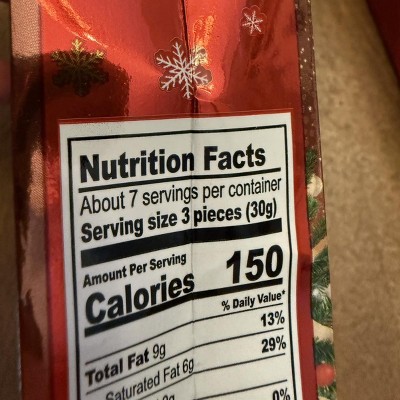 Nutrition Facts
About 7 servings per container
Serving size 3 pieces (30g)
Amount Per Serving
Calories 150
% Daily Value*
Total Fat 9g 13%
Saturated Fat 6g 29%
0%